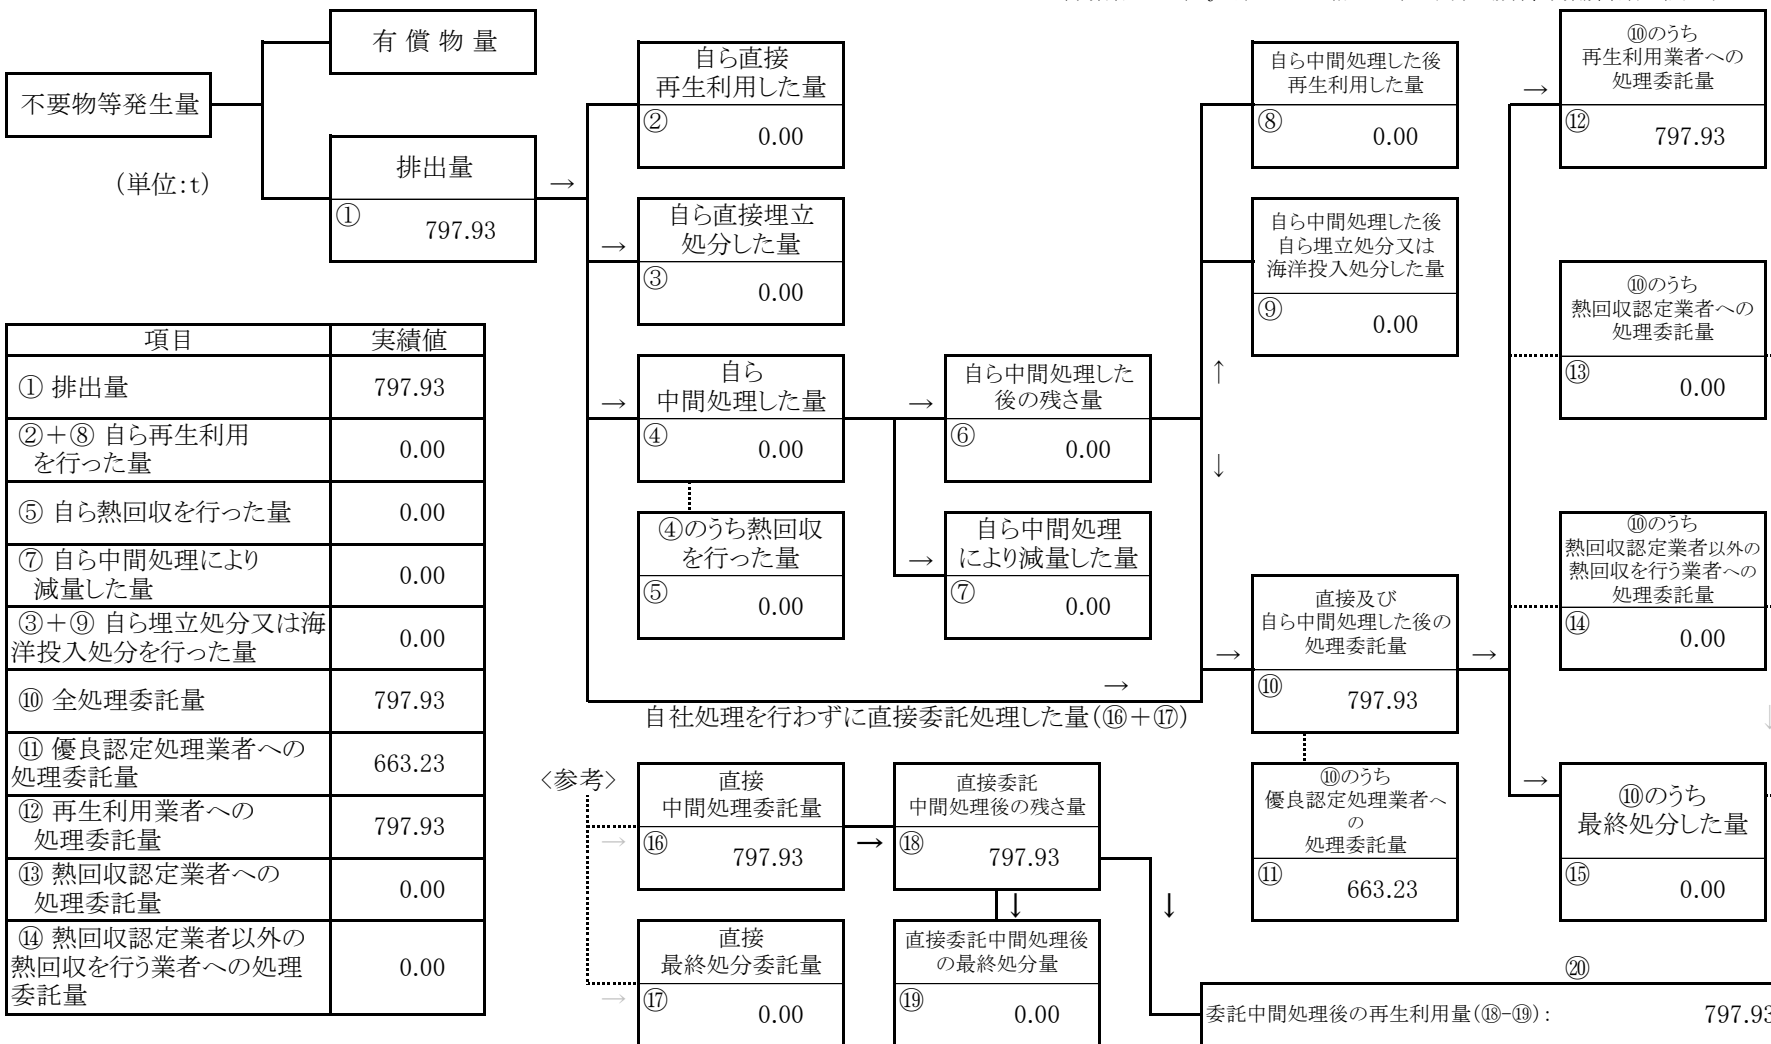 不要物等発生量
(単位:t)
有 償 物 量
排出量
① 797.93
自ら直接
再生利用した量
② 0.00
自ら直接埋立
処分した量
③ 0.00
自ら
中間処理した量
④ 0.00
④のうち熱回収
を行った量
⑤ 0.00
自ら中間処理した
後の残さ量
⑥ 0.00
自ら中間処理
により減量した量
⑦ 0.00
自ら中間処理した後
再生利用した量
⑧ 0.00
自ら中間処理した後
自ら埋立処分又は
海洋投入処分した量
⑨ 0.00
直接及び
自ら中間処理した後の
処理委託量
⑩ 797.93
⑩のうち
優良認定処理業者へ
の
処理委託量
⑪ 663.23
⑩のうち
再生利用業者への
処理委託量
⑫ 797.93
⑩のうち
熱回収認定業者への
処理委託量
⑬ 0.00
⑩のうち
熱回収認定業者以外の
熱回収を行う業者への
処理委託量
⑭ 0.00
⑩のうち
最終処分した量
⑮ 0.00
自社処理を行わずに直接委託処理した量(⑯+⑰)
〈参考〉
直接
中間処理委託量
⑯ 797.93
直接
最終処分委託量
⑰ 0.00
直接委託
中間処理後の残さ量
⑱ 797.93
直接委託中間処理後
の最終処分量
⑲ 0.00
⑳
委託中間処理後の再生利用量(⑱-⑲): 797.93
項目 実績値
① 排出量 797.93
②+⑧ 自ら再生利用
を行った量 0.00
⑤ 自ら熱回収を行った量 0.00
⑦ 自ら中間処理により
減量した量 0.00
③+⑨ 自ら埋立処分又は海
洋投入処分を行った量 0.00
⑩ 全処理委託量 797.93
⑪ 優良認定処理業者への
処理委託量 663.23
⑫ 再生利用業者への
処理委託量 797.93
⑬ 熱回収認定業者への
処理委託量 0.00
⑭ 熱回収認定業者以外の
熱回収を行う業者への処理
委託量 0.00